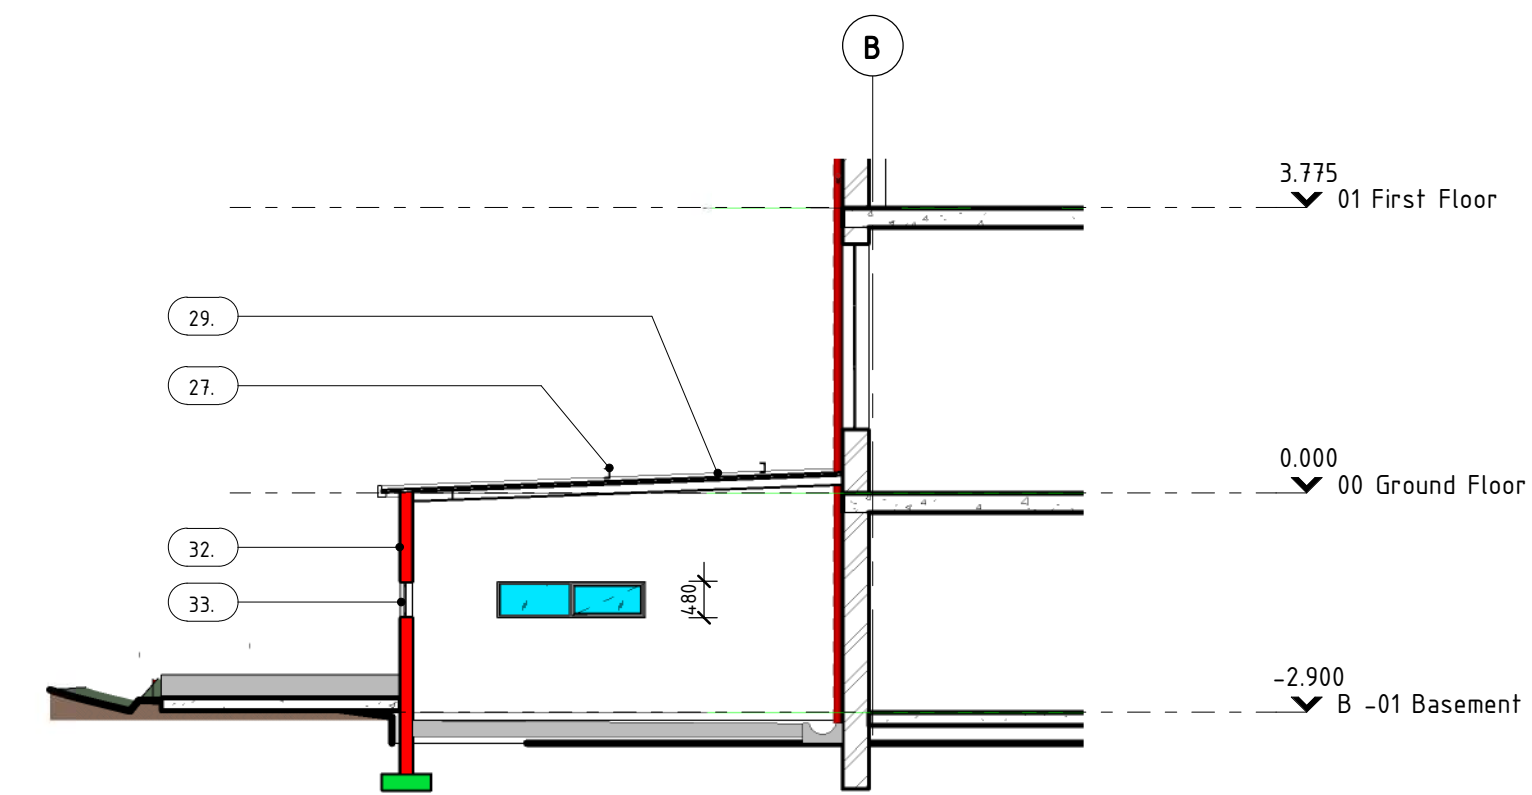 B
3.775
01 First Floor
29.
27.
0.000
00 Ground Floor
32.
480
33.
-2.900
B -01 Basement